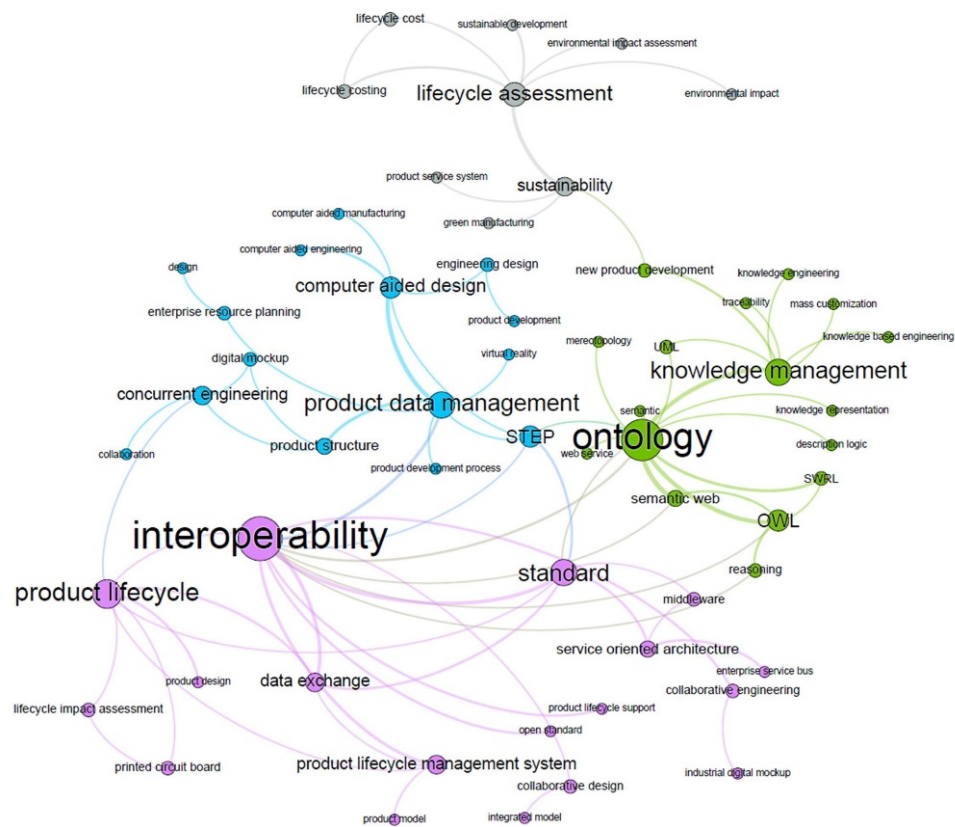 lifecycle cost
sustainable development
environmental impact assessment
lifecycle costing
lifecycle assessment
environmental impact
product service system
sustainability
computer aided manufacturing
green manufacturing
computer aided engineering
design
engineering design
new product development
knowledge engineering
computer aided design
traceability
mass customization
enterprise resource planning
product development
knowledge based engineering
mereotopology
UML
digital mockup
virtual reality
knowledge management
concurrent engineering
product data management
semantic
knowledge representation
product structure
STEP
ontology
description logic
collaboration
web service
product development process
SWRL
semantic web
OWL
interoperability
standard
reasoning
product lifecycle
middleware
service oriented architecture
product design
data exchange
enterprise service bus
collaborative engineering
lifecycle impact assessment
product lifecycle support
open standard
printed circuit board
product lifecycle management system
industrial digital mockup
collaborative design
product model
integrated model